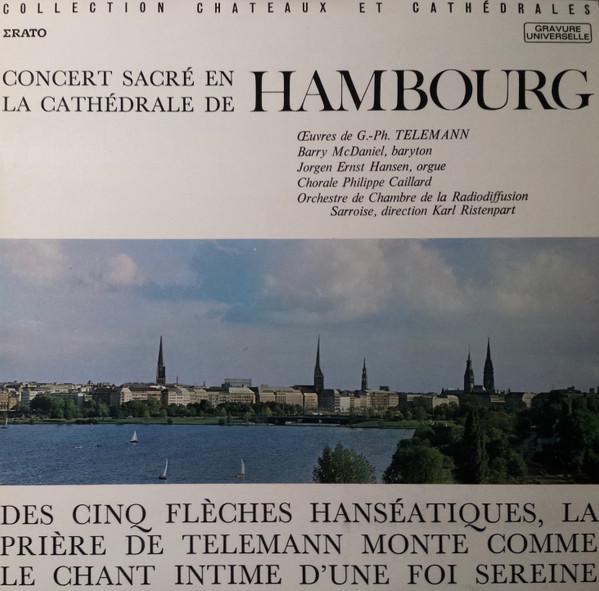 COLLECTION CHATEAUX ET CATHÉDRALES
ERATO
GRAVURE
UNIVERSELLE
CONCERT SACRÉ EN
LA CATHÉDRALE DE
HAMBOURG
Œuvres de G.-Ph. TELEMANN
Barry McDaniel, baryton
Jorgen Ernst Hansen, orgue
Chorale Philippe Caillard
Orchestre de Chambre de la Radiodiffusion
Sarroise, direction Karl Ristenpart
DES CINQ FLÈCHES HANSÉATIQUES, LA
PRIÈRE DE TELEMANN MONTE COMME
LE CHANT INTIME D'UNE FOI SEREINE